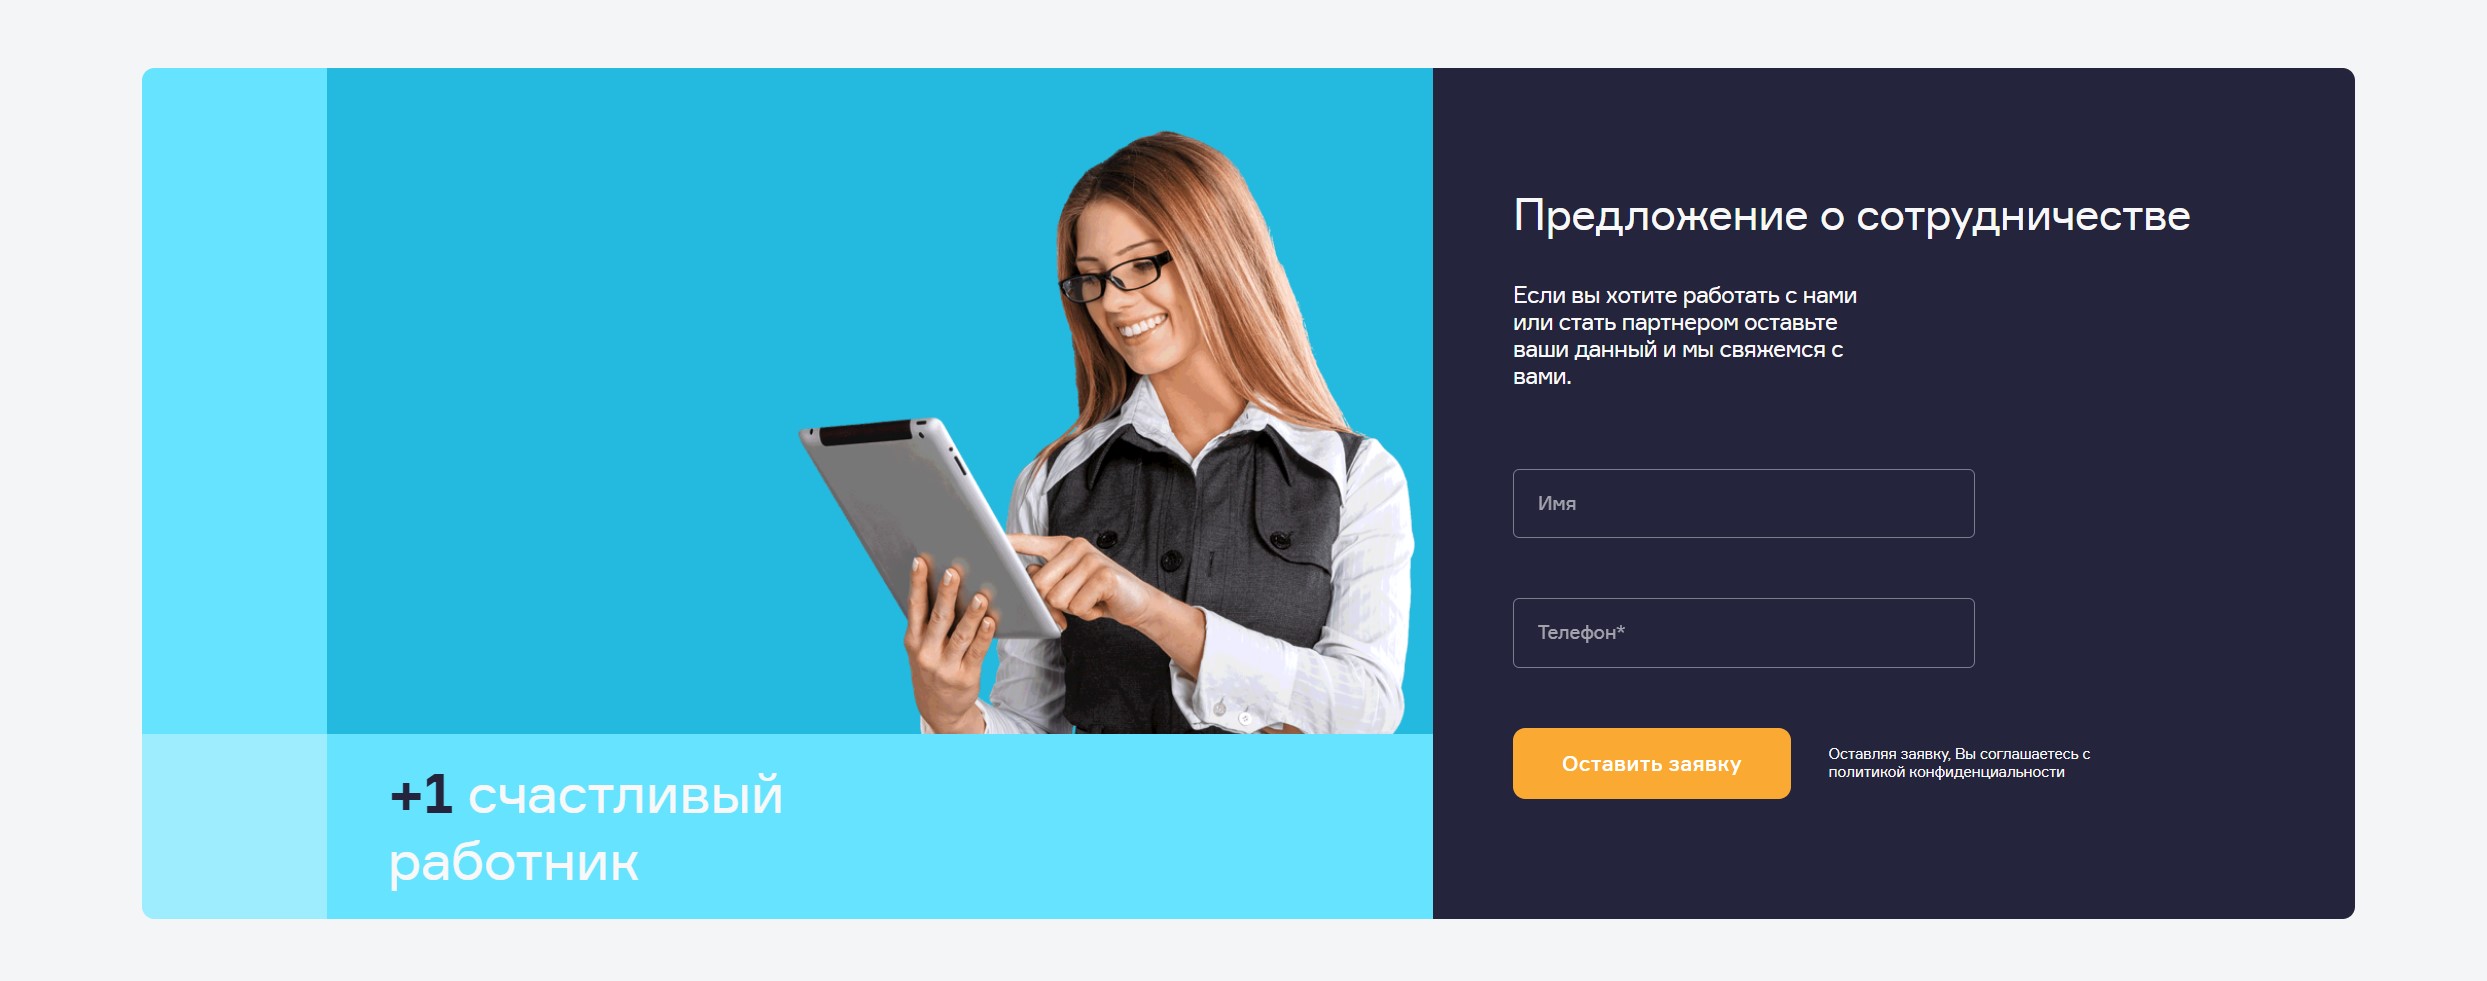 +1 счастливый
работник
Предложение о сотрудничестве
Если вы хотите работать с нами
или стать партнером оставьте
ваши данный и мы свяжемся с
вами.
Имя
Телефон*
Оставить заявку
Оставляя заявку, Вы соглашаетесь с
политикой конфиденциальности